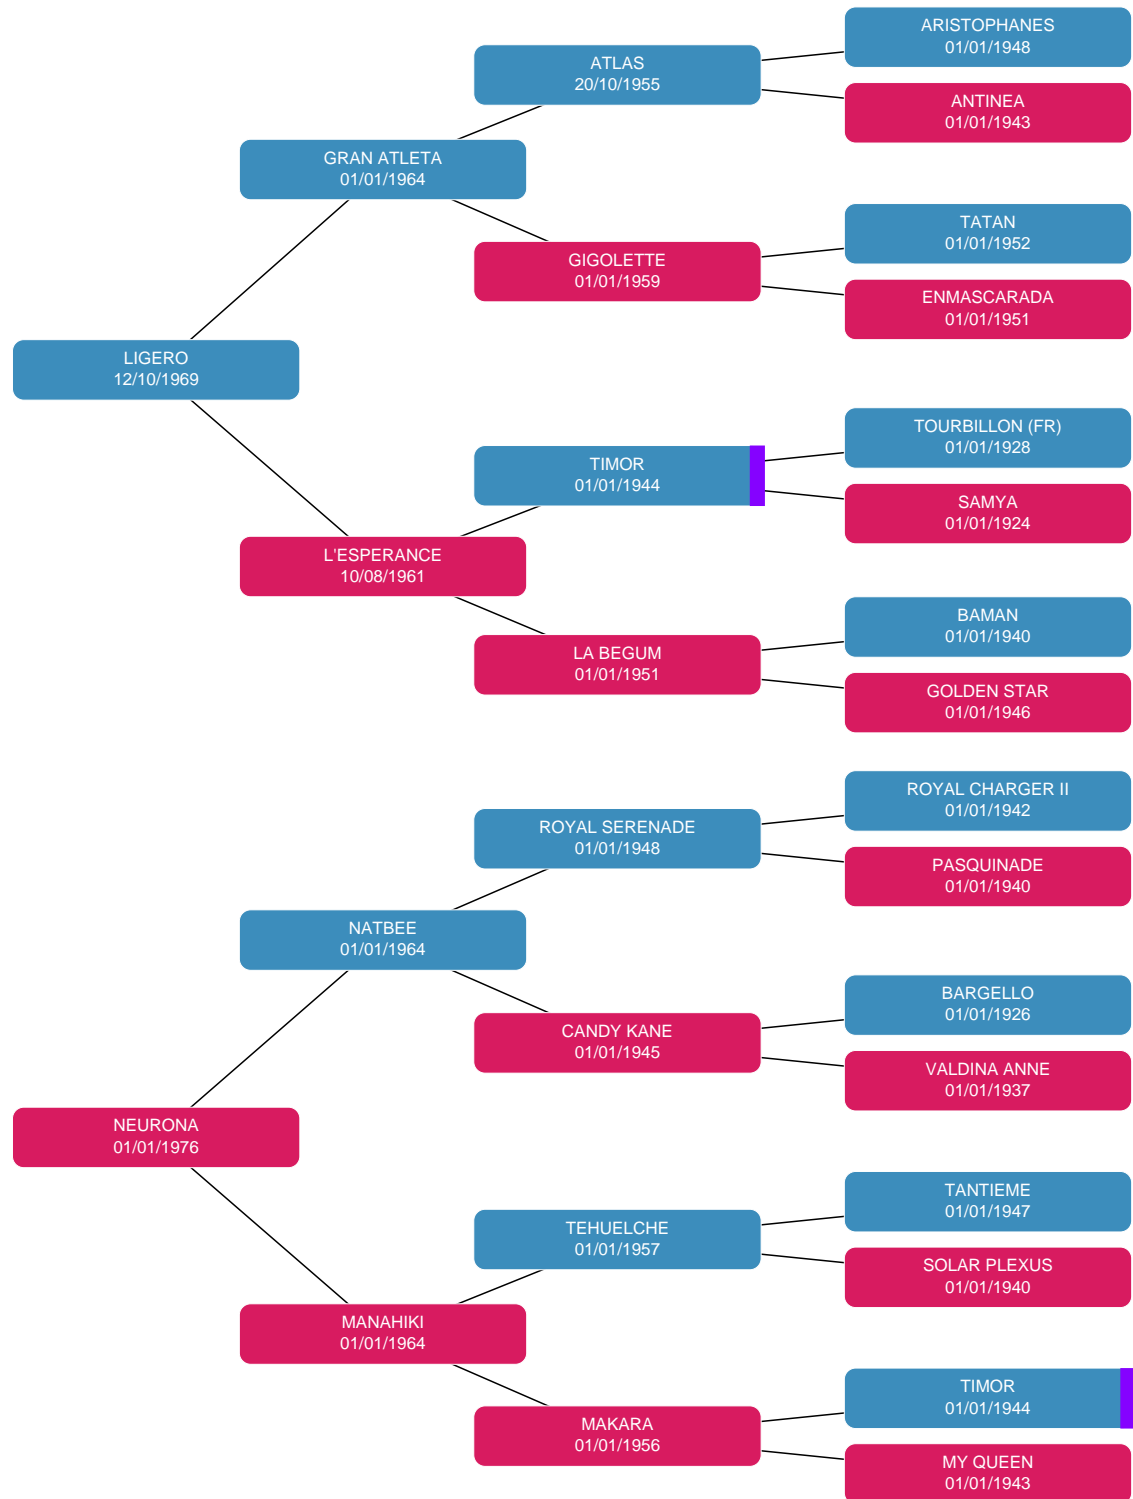 ARISTOPHANES
01/01/1948
ATLAS
20/10/1955
ANTINEA
01/01/1943
GRAN ATLETA
01/01/1964
TATAN
01/01/1952
GIGOLETTE
01/01/1959
ENMASCARADA
01/01/1951
LIGERO
12/10/1969
TOURBILLON (FR)
01/01/1928
TIMOR
01/01/1944
SAMYA
01/01/1924
L'ESPERANCE
10/08/1961
BAMAN
01/01/1940
LA BEGUM
01/01/1951
GOLDEN STAR
01/01/1946
ROYAL CHARGER II
01/01/1942
ROYAL SERENADE
01/01/1948
PASQUINADE
01/01/1940
NATBEE
01/01/1964
BARGELLO
01/01/1926
CANDY KANE
01/01/1945
VALDINA ANNE
01/01/1937
NEURONA
01/01/1976
TANTIEME
01/01/1947
TEHUELCHE
01/01/1957
SOLAR PLEXUS
01/01/1940
MANAHIKI
01/01/1964
TIMOR
01/01/1944
MAKARA
01/01/1956
MY QUEEN
01/01/1943